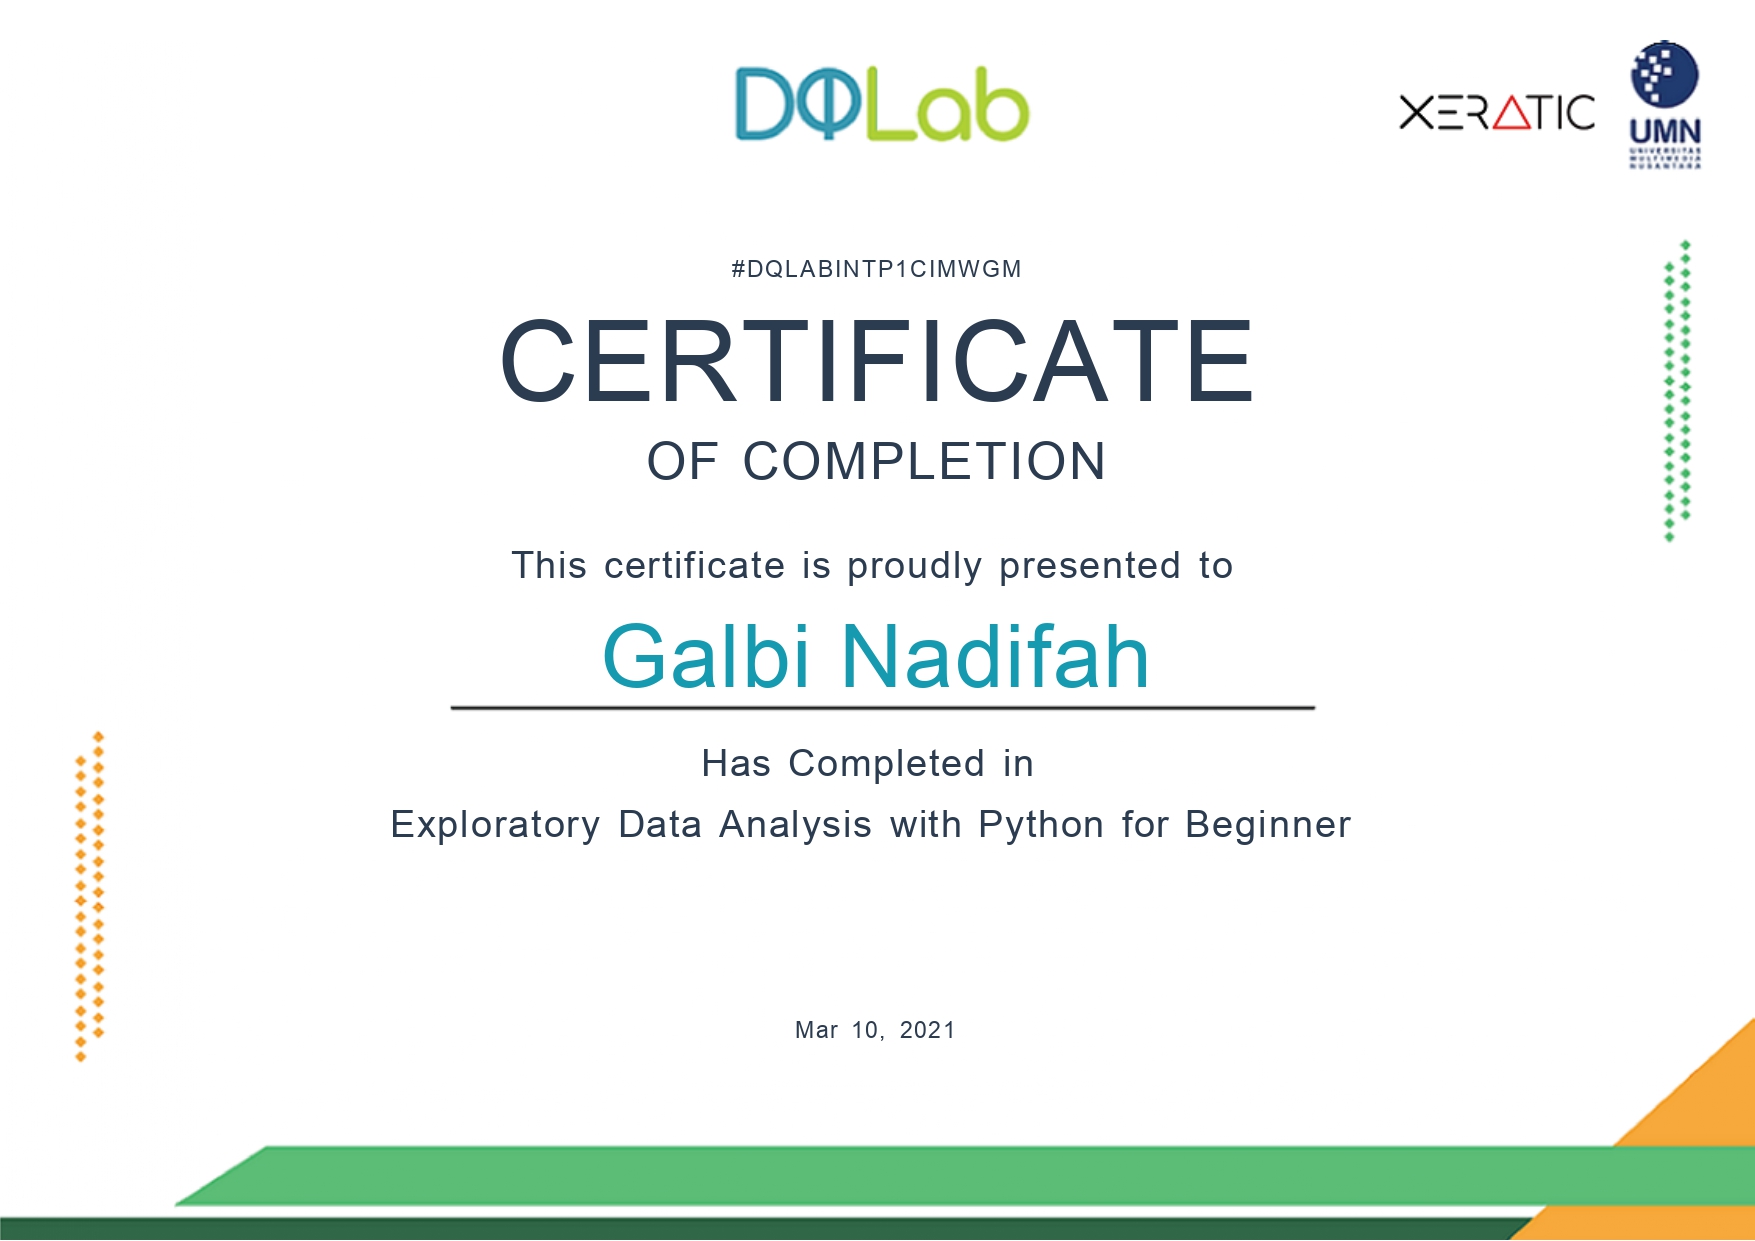 DQLab
XERATIC
UMN
UNIVERSITAS
MULTIMEDIA
NUSANTARA
#DQLABINTP1CIMWGM
CERTIFICATE
OF COMPLETION
This certificate is proudly presented to
Galbi Nadifah
Has Completed in
Exploratory Data Analysis with Python for Beginner
Mar 10, 2021